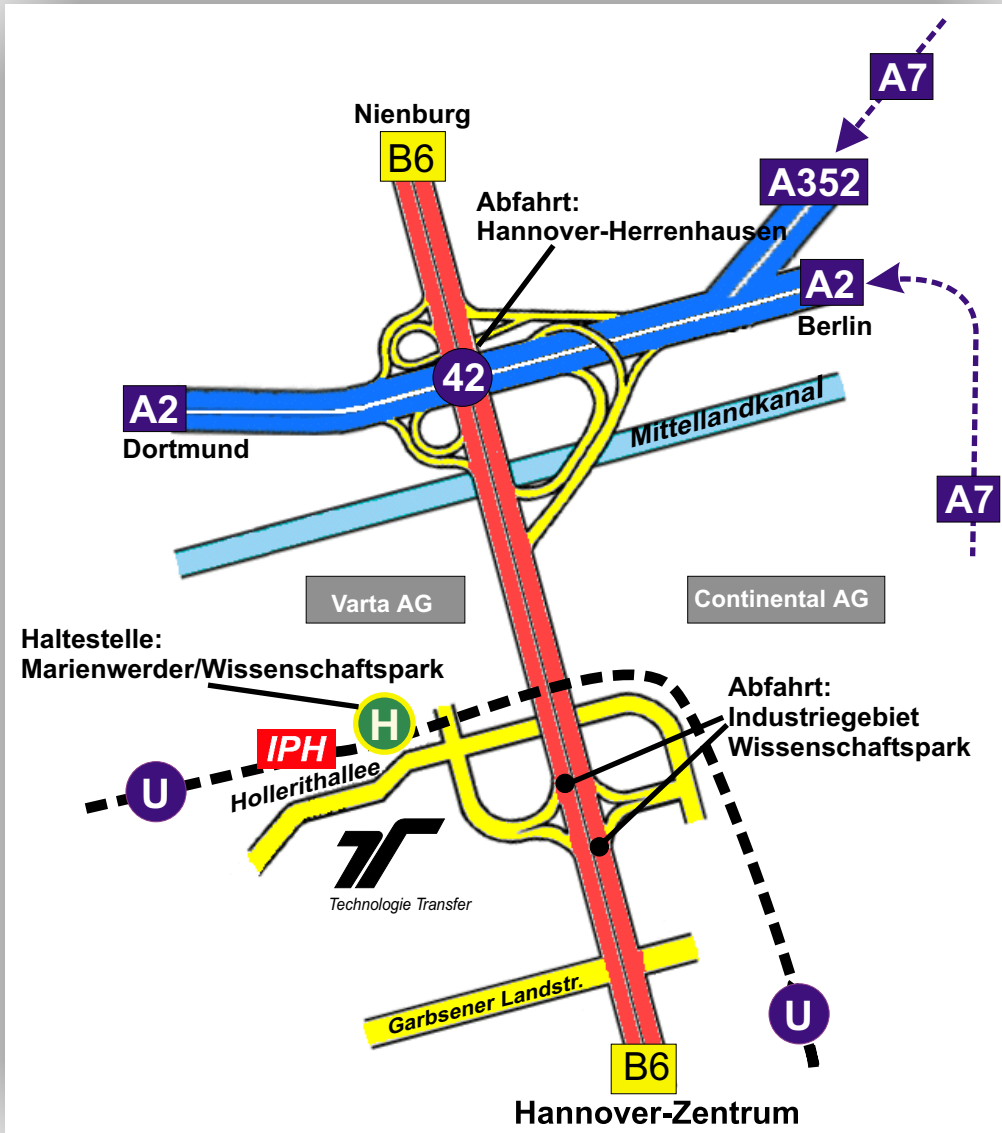 A7
Nienburg
B6
A352
Abfahrt:
Hannover-Herrenhausen
A2
Berlin
42
A2
Dortmund
Mittellandkanal
A7
Varta AG
Continental AG
Haltestelle:
Marienwerder/Wissenschaftspark
H
Abfahrt:
Industriegebiet
Wissenschaftspark
IPH
U
Hollerithallee
Technologie Transfer
Garbsener Landstr.
U
B6
Hannover-Zentrum